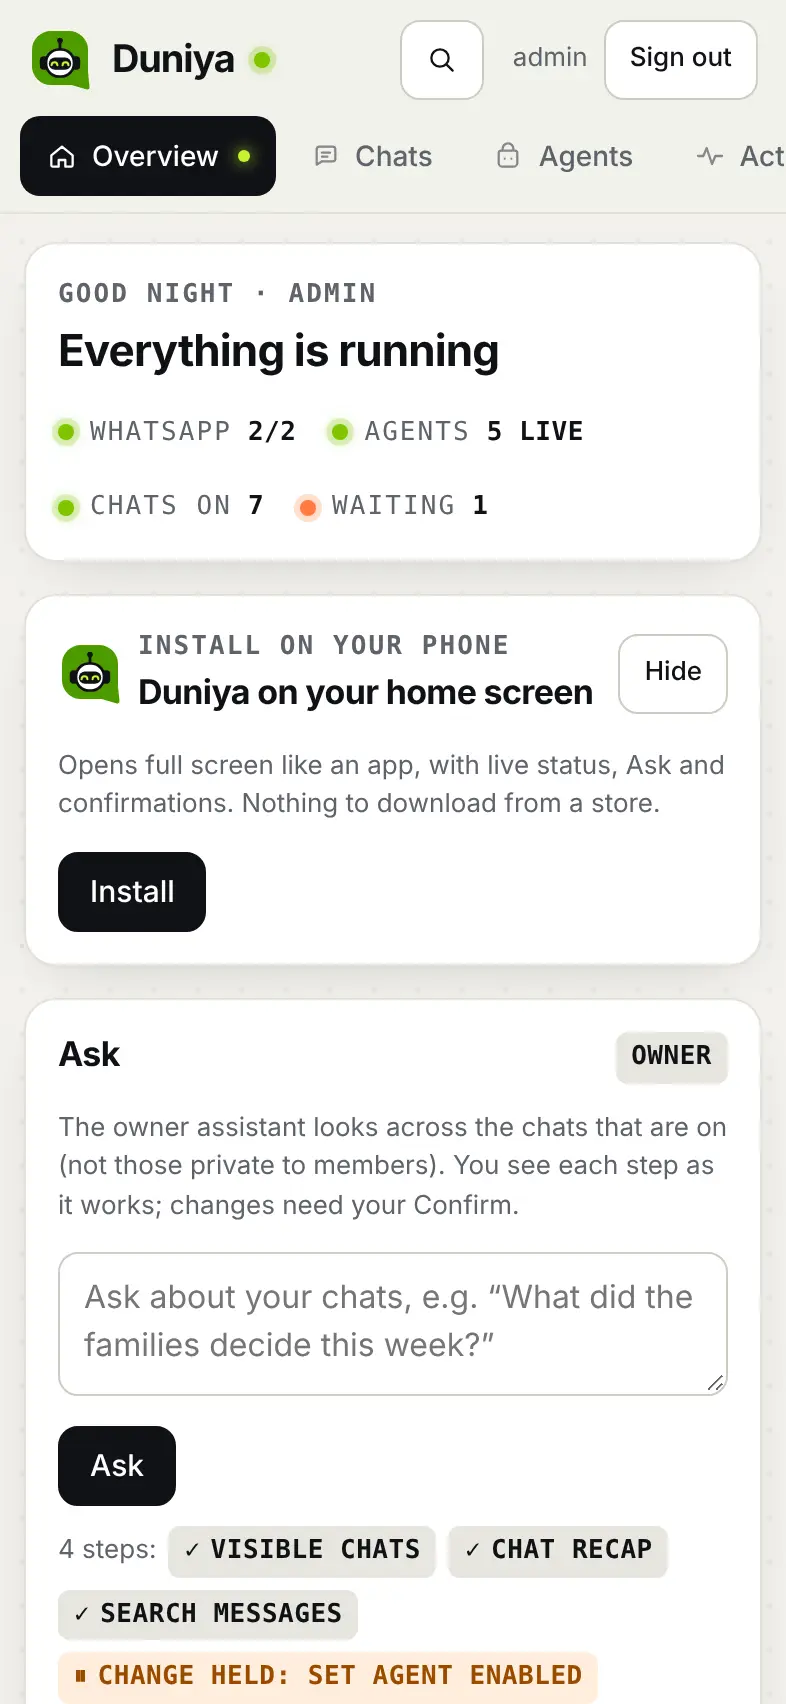 Duniya
admin
Sign out
Overview
Chats
Agents
Act
GOOD NIGHT · ADMIN
Everything is running
WHATSAPP 2/2
AGENTS 5 LIVE
CHATS ON 7
WAITING 1
INSTALL ON YOUR PHONE
Duniya on your home screen
Hide
Opens full screen like an app, with live status, Ask and
confirmations. Nothing to download from a store.
Install
Ask
OWNER
The owner assistant looks across the chats that are on
(not those private to members). You see each step as
it works; changes need your Confirm.
Ask about your chats, e.g. “What did the
families decide this week?”
Ask
4 steps: ✓ VISIBLE CHATS ✓ CHAT RECAP
✓ SEARCH MESSAGES
⏸ CHANGE HELD: SET AGENT ENABLED